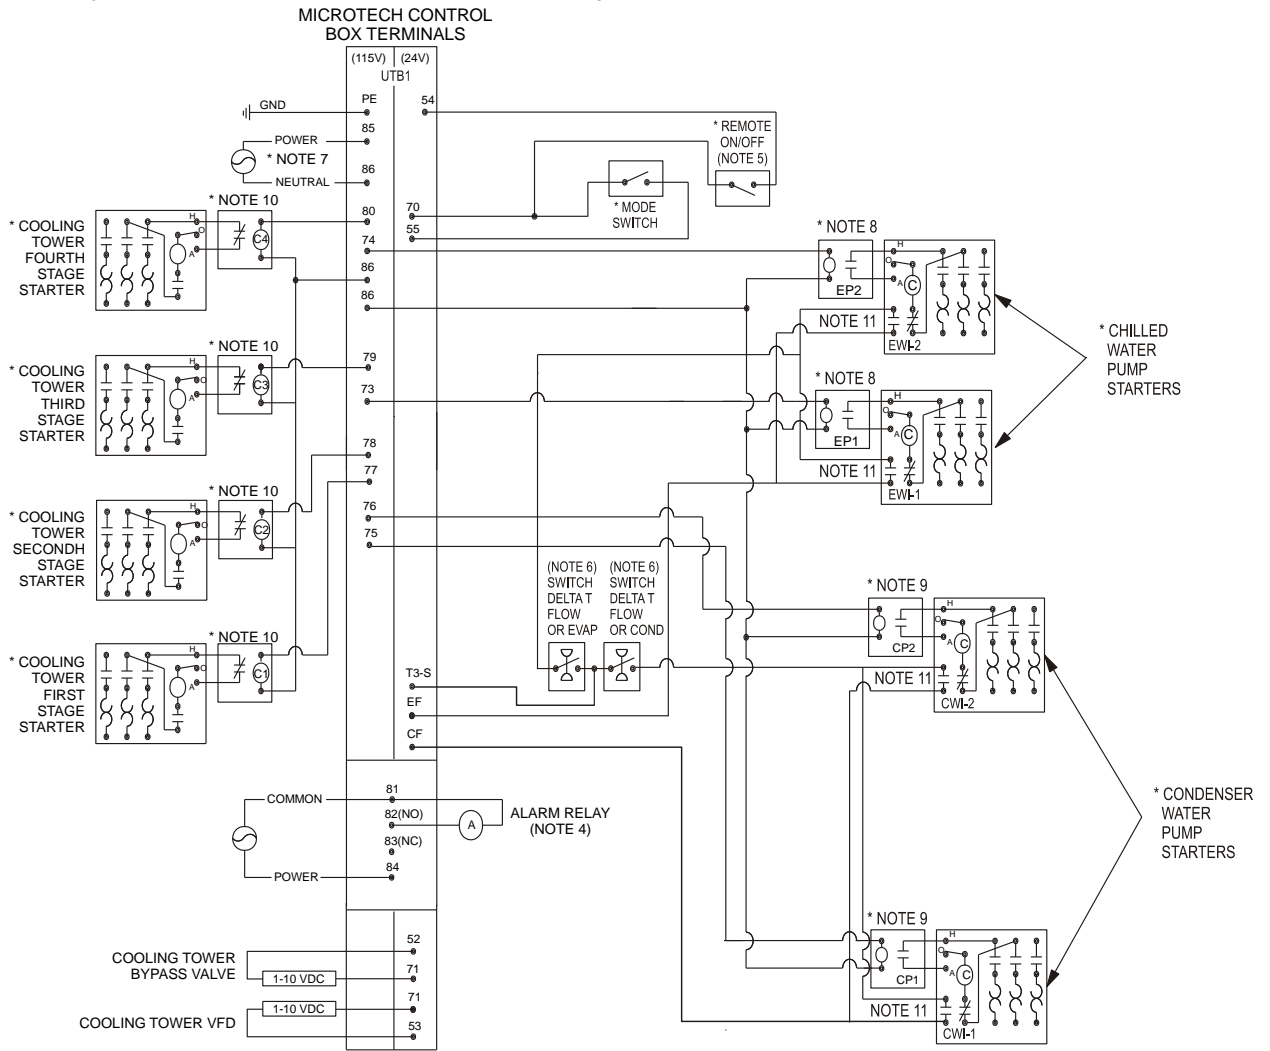 MICROTECH CONTROL
BOX TERMINALS
(115V) (24V)
UTB1
PE
54
GND
85
POWER
* NOTE 7
86
NEUTRAL
* REMOTE
ON/OFF
(NOTE 5)
* MODE
SWITCH
80
70
55
74
86
86
79
73
78
77
76
75
* COOLING
TOWER
FOURTH
STAGE
STARTER
* NOTE 10
H
O
A
C4
* COOLING
TOWER
THIRD
STAGE
STARTER
* NOTE 10
H
O
A
C3
* COOLING
TOWER
SECONDH
STAGE
STARTER
* NOTE 10
H
O
A
C2
* COOLING
TOWER
FIRST
STAGE
STARTER
* NOTE 10
H
O
A
C1
* NOTE 8
EP2
H
O
A
C
NOTE 11
EWI-2
* NOTE 8
EP1
H
O
A
C
NOTE 11
EWI-1
* CHILLED
WATER
PUMP
STARTERS
(NOTE 6)
SWITCH
DELTA T
FLOW
OR EVAP
(NOTE 6)
SWITCH
DELTA T
FLOW
OR COND
T3-S
EF
CF
* NOTE 9
CP2
H
O
A
C
NOTE 11
CWI-2
* CONDENSER
WATER
PUMP
STARTERS
* NOTE 9
CP1
H
O
A
C
NOTE 11
CWI-1
COMMON
81
82(NO)
A
ALARM RELAY
(NOTE 4)
83(NC)
84
POWER
COOLING TOWER
BYPASS VALVE
52
71
1-10 VDC
71
1-10 VDC
COOLING TOWER VFD
53